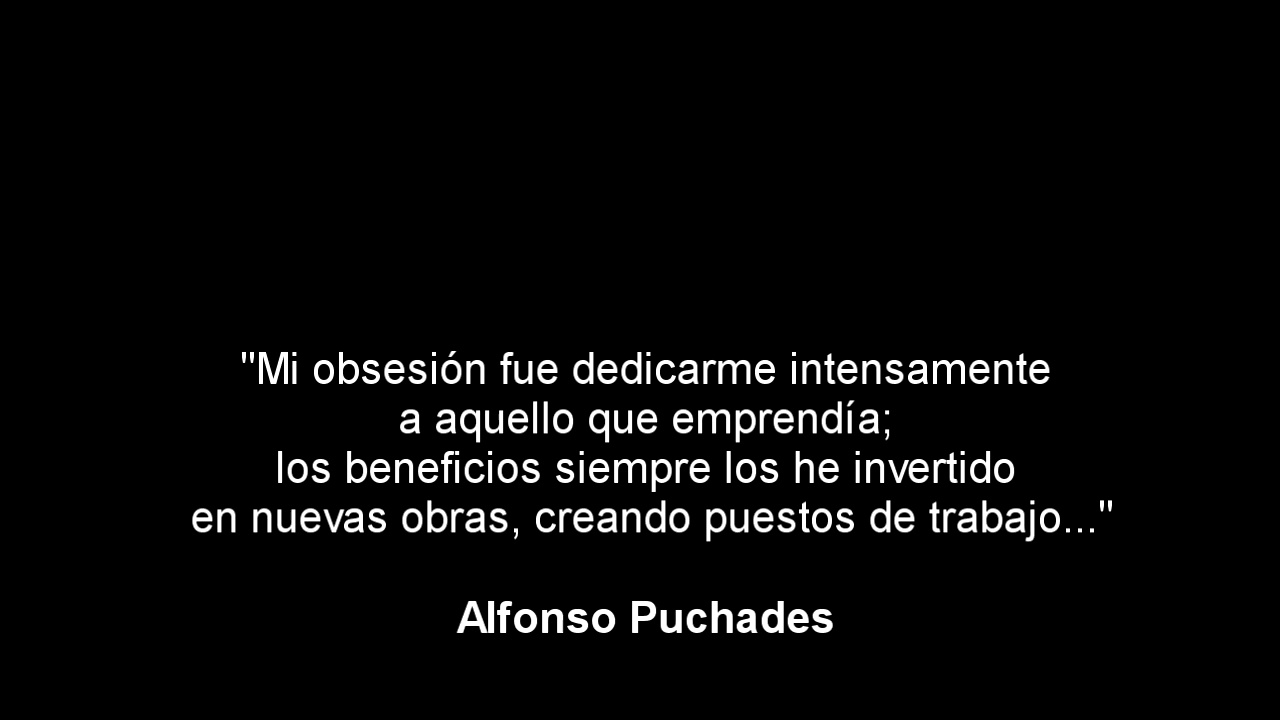 "Mi obsesión fue dedicarme intensamente
a aquello que emprendía;
los beneficios siempre los he invertido
en nuevas obras, creando puestos de trabajo..."
Alfonso Puchades